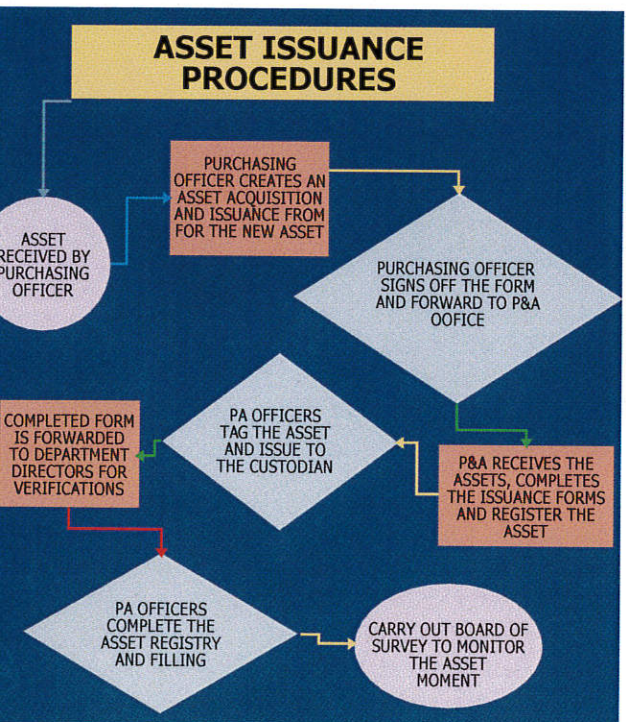 ASSET ISSUANCE
PROCEDURES
PURCHASING
OFFICER CREATES AN
ASSET ACQUISITION
AND ISSUANCE FROM
FOR THE NEW ASSET
ASSET
RECEIVED BY
PURCHASING
OFFICER
PURCHASING OFFICER
SIGNS OFF THE FORM
AND FORWARD TO P&A
OOFICE
P&A RECEIVES THE
ASSETS, COMPLETES
THE ISSUANCE FORMS
AND REGISTER THE
ASSET
PA OFFICERS
TAG THE ASSET
AND ISSUE TO
THE CUSTODIAN
COMPLETED FORM
IS FORWARDED
TO DEPARTMENT
DIRECTORS FOR
VERIFICATIONS
PA OFFICERS
COMPLETE THE
ASSET REGISTRY
AND FILLING
CARRY OUT BOARD OF
SURVEY TO MONITOR
THE ASSET
MOMENT